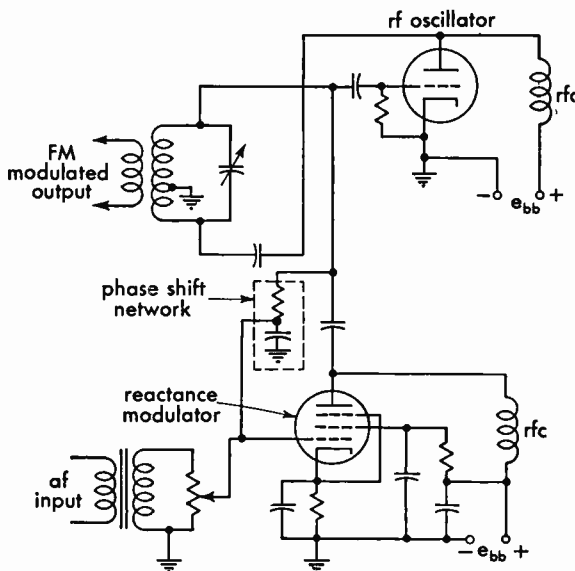 rf oscillator
rfc
FM
modulated
output
− e_bb +
phase shift
network
reactance
modulator
rfc
af
input
− e_bb +